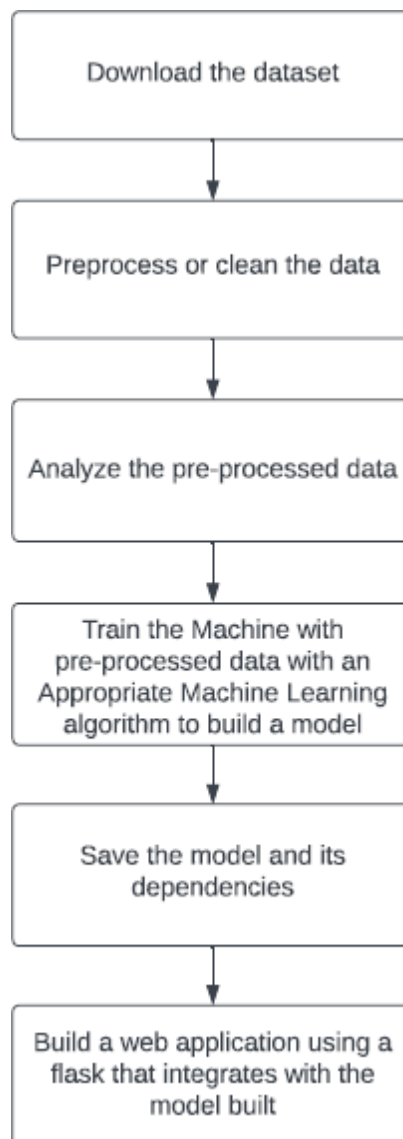 Download the dataset
Preprocess or clean the data
Analyze the pre-processed data
Train the Machine with
pre-processed data with an
Appropriate Machine Learning
algorithm to build a model
Save the model and its
dependencies
Build a web application using a
flask that integrates with the
model built